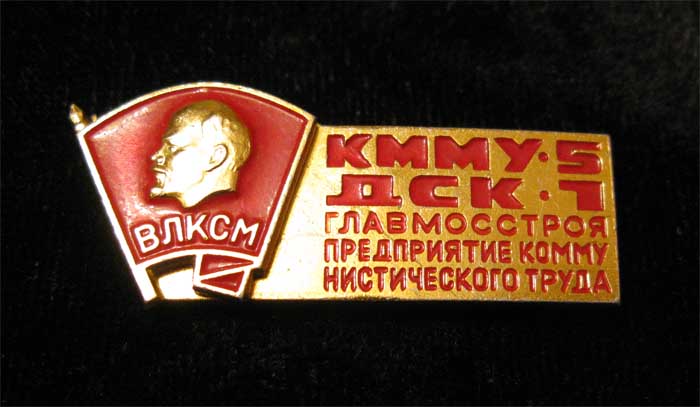 ВЛКСМ
КММУ·5
ДСК·1
ГЛАВМОССТРОЯ
ПРЕДПРИЯТИЕ КОММУ
НИСТИЧЕСКОГО ТРУДА